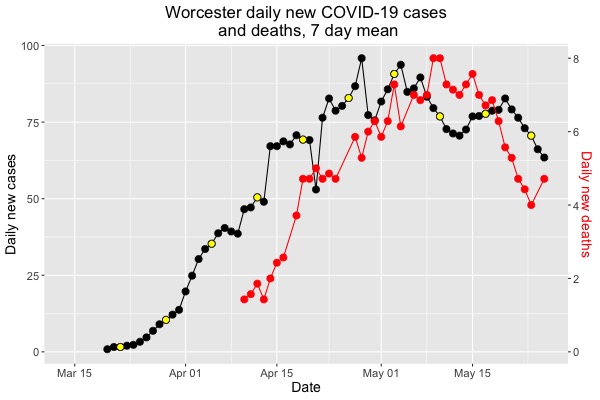 Worcester daily new COVID-19 cases
and deaths, 7 day mean
100
75
50
25
0
8
6
4
2
0
Daily new cases
Daily new deaths
Mar 15
Apr 01
Apr 15
May 01
May 15
Date